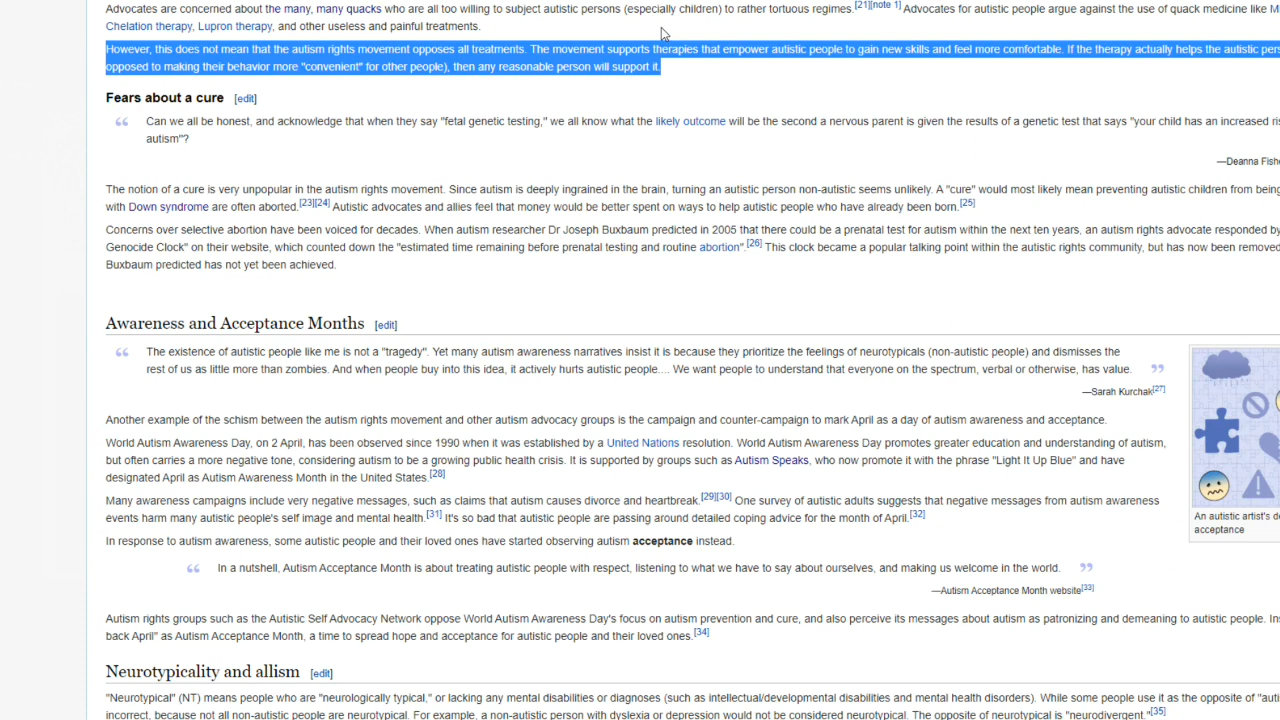 Advocates are concerned about the many, many quacks who are all too willing to subject autistic persons (especially children) to rather tortuous regimes.[21][note 1] Advocates for autistic people argue against the use of quack medicine like
Chelation therapy, Lupron therapy, and other useless and painful treatments.
However, this does not mean that the autism rights movement opposes all treatments. The movement supports therapies that empower autistic people to gain new skills and feel more comfortable. If the therapy actually helps the autistic
opposed to making their behavior more "convenient" for other people), then any reasonable person will support it.
Fears about a cure [edit]
“ Can we all be honest, and acknowledge that when they say "fetal genetic testing," we all know what the likely outcome will be the second a nervous parent is given the results of a genetic test that says "your child has an increased
autism"?
—Deanna
The notion of a cure is very unpopular in the autism rights movement. Since autism is deeply ingrained in the brain, turning an autistic person non-autistic seems unlikely. A "cure" would most likely mean preventing autistic children from
with Down syndrome are often aborted.[23][24] Autistic advocates and allies feel that money would be better spent on ways to help autistic people who have already been born.[25]
Concerns over selective abortion have been voiced for decades. When autism researcher Dr Joseph Buxbaum predicted in 2005 that there could be a prenatal test for autism within the next ten years, an autism rights advocate responded by
Genocide Clock" on their website, which counted down the "estimated time remaining before prenatal testing and routine abortion".[26] This clock became a popular talking point within the autistic rights community, but has now been removed
Buxbaum predicted has not yet been achieved.
Awareness and Acceptance Months [edit]
“ The existence of autistic people like me is not a "tragedy". Yet many autism awareness narratives insist it is because they prioritize the feelings of neurotypicals (non-autistic people) and dismisses the
rest of us as little more than zombies. And when people buy into this idea, it actively hurts autistic people.... We want people to understand that everyone on the spectrum, verbal or otherwise, has value. ”
—Sarah Kurchak[27]
Another example of the schism between the autism rights movement and other autism advocacy groups is the campaign and counter-campaign to mark April as a day of autism awareness and acceptance.
World Autism Awareness Day, on 2 April, has been observed since 1990 when it was established by a United Nations resolution. World Autism Awareness Day promotes greater education and understanding of autism,
but often carries a more negative tone, considering autism to be a growing public health crisis. It is supported by groups such as Autism Speaks, who now promote it with the phrase "Light It Up Blue" and have
designated April as Autism Awareness Month in the United States.[28]
Many awareness campaigns include very negative messages, such as claims that autism causes divorce and heartbreak.[29][30] One survey of autistic adults suggests that negative messages from autism awareness
events harm many autistic people's self image and mental health.[31] It's so bad that autistic people are passing around detailed coping advice for the month of April.[32]
An autistic artist's
acceptance
In response to autism awareness, some autistic people and their loved ones have started observing autism acceptance instead.
“ In a nutshell, Autism Acceptance Month is about treating autistic people with respect, listening to what we have to say about ourselves, and making us welcome in the world. ”
—Autism Acceptance Month website[33]
Autism rights groups such as the Autistic Self Advocacy Network oppose World Autism Awareness Day's focus on autism prevention and cure, and also perceive its messages about autism as patronizing and demeaning to autistic people.
back April" as Autism Acceptance Month, a time to spread hope and acceptance for autistic people and their loved ones.[34]
Neurotypicality and allism [edit]
"Neurotypical" (NT) means people who are "neurologically typical," or lacking any mental disabilities or diagnoses (such as intellectual/developmental disabilities and mental health disorders). While some people use it as the opposite of
incorrect, because not all non-autistic people are neurotypical. For example, a non-autistic person with dyslexia or depression would not be considered neurotypical. The opposite of neurotypical is "neurodivergent."[35]